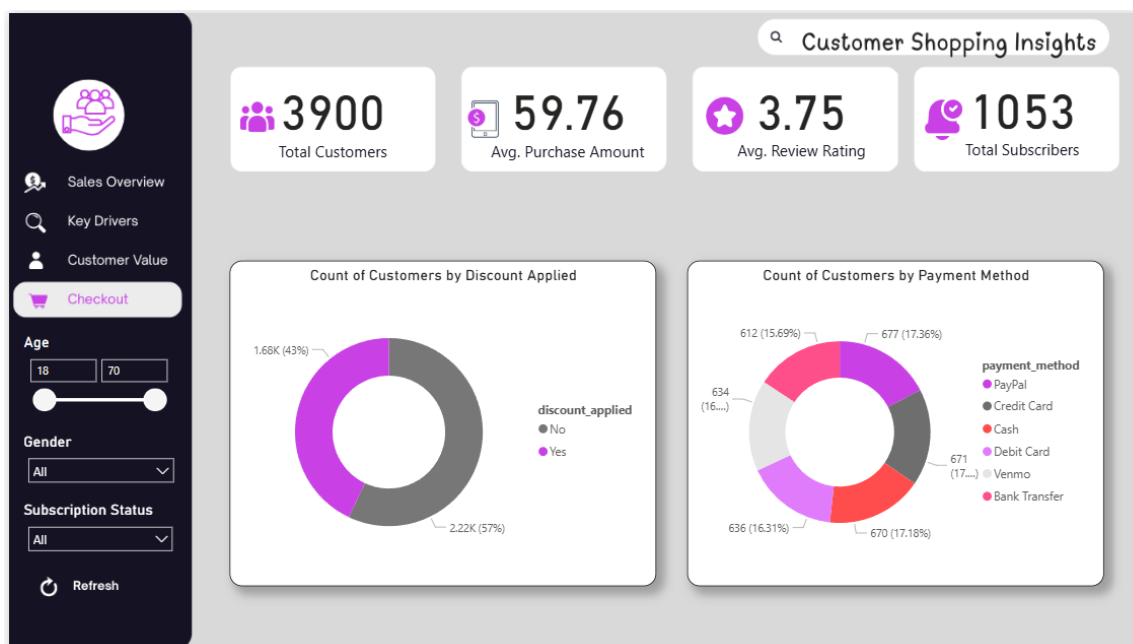 Customer Shopping Insights
3900
Total Customers
$
59.76
Avg. Purchase Amount
3.75
Avg. Review Rating
1053
Total Subscribers
$
Sales Overview
Key Drivers
Customer Value
Checkout
Age
18 70
Gender
All
Subscription Status
All
Refresh
Count of Customers by Discount Applied
1.68K (43%)
2.22K (57%)
discount_applied
No
Yes
Count of Customers by Payment Method
612 (15.69%)
677 (17.36%)
634
(16....)
671
(17....)
636 (16.31%)
670 (17.18%)
payment_method
PayPal
Credit Card
Cash
Debit Card
Venmo
Bank Transfer